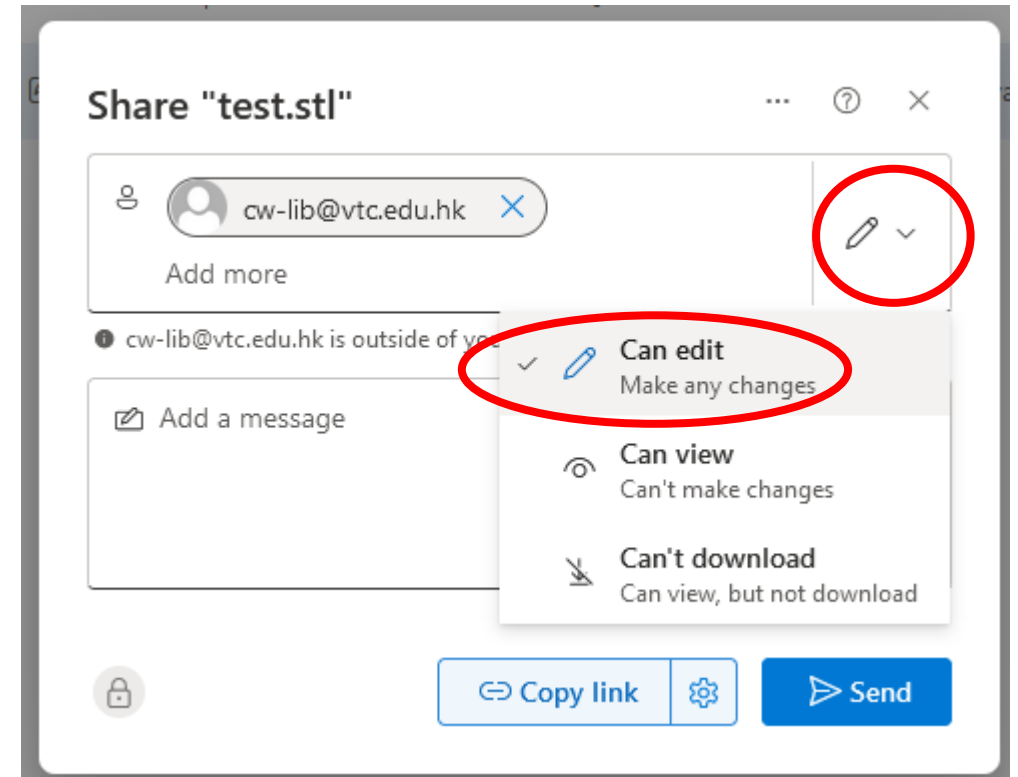 Share "test.stl"
cw-lib@vtc.edu.hk
Add more
cw-lib@vtc.edu.hk is outside of
Can edit
Make any changes
Add a message
Can view
Can't make changes
Can't download
Can view, but not download
Copy link
Send